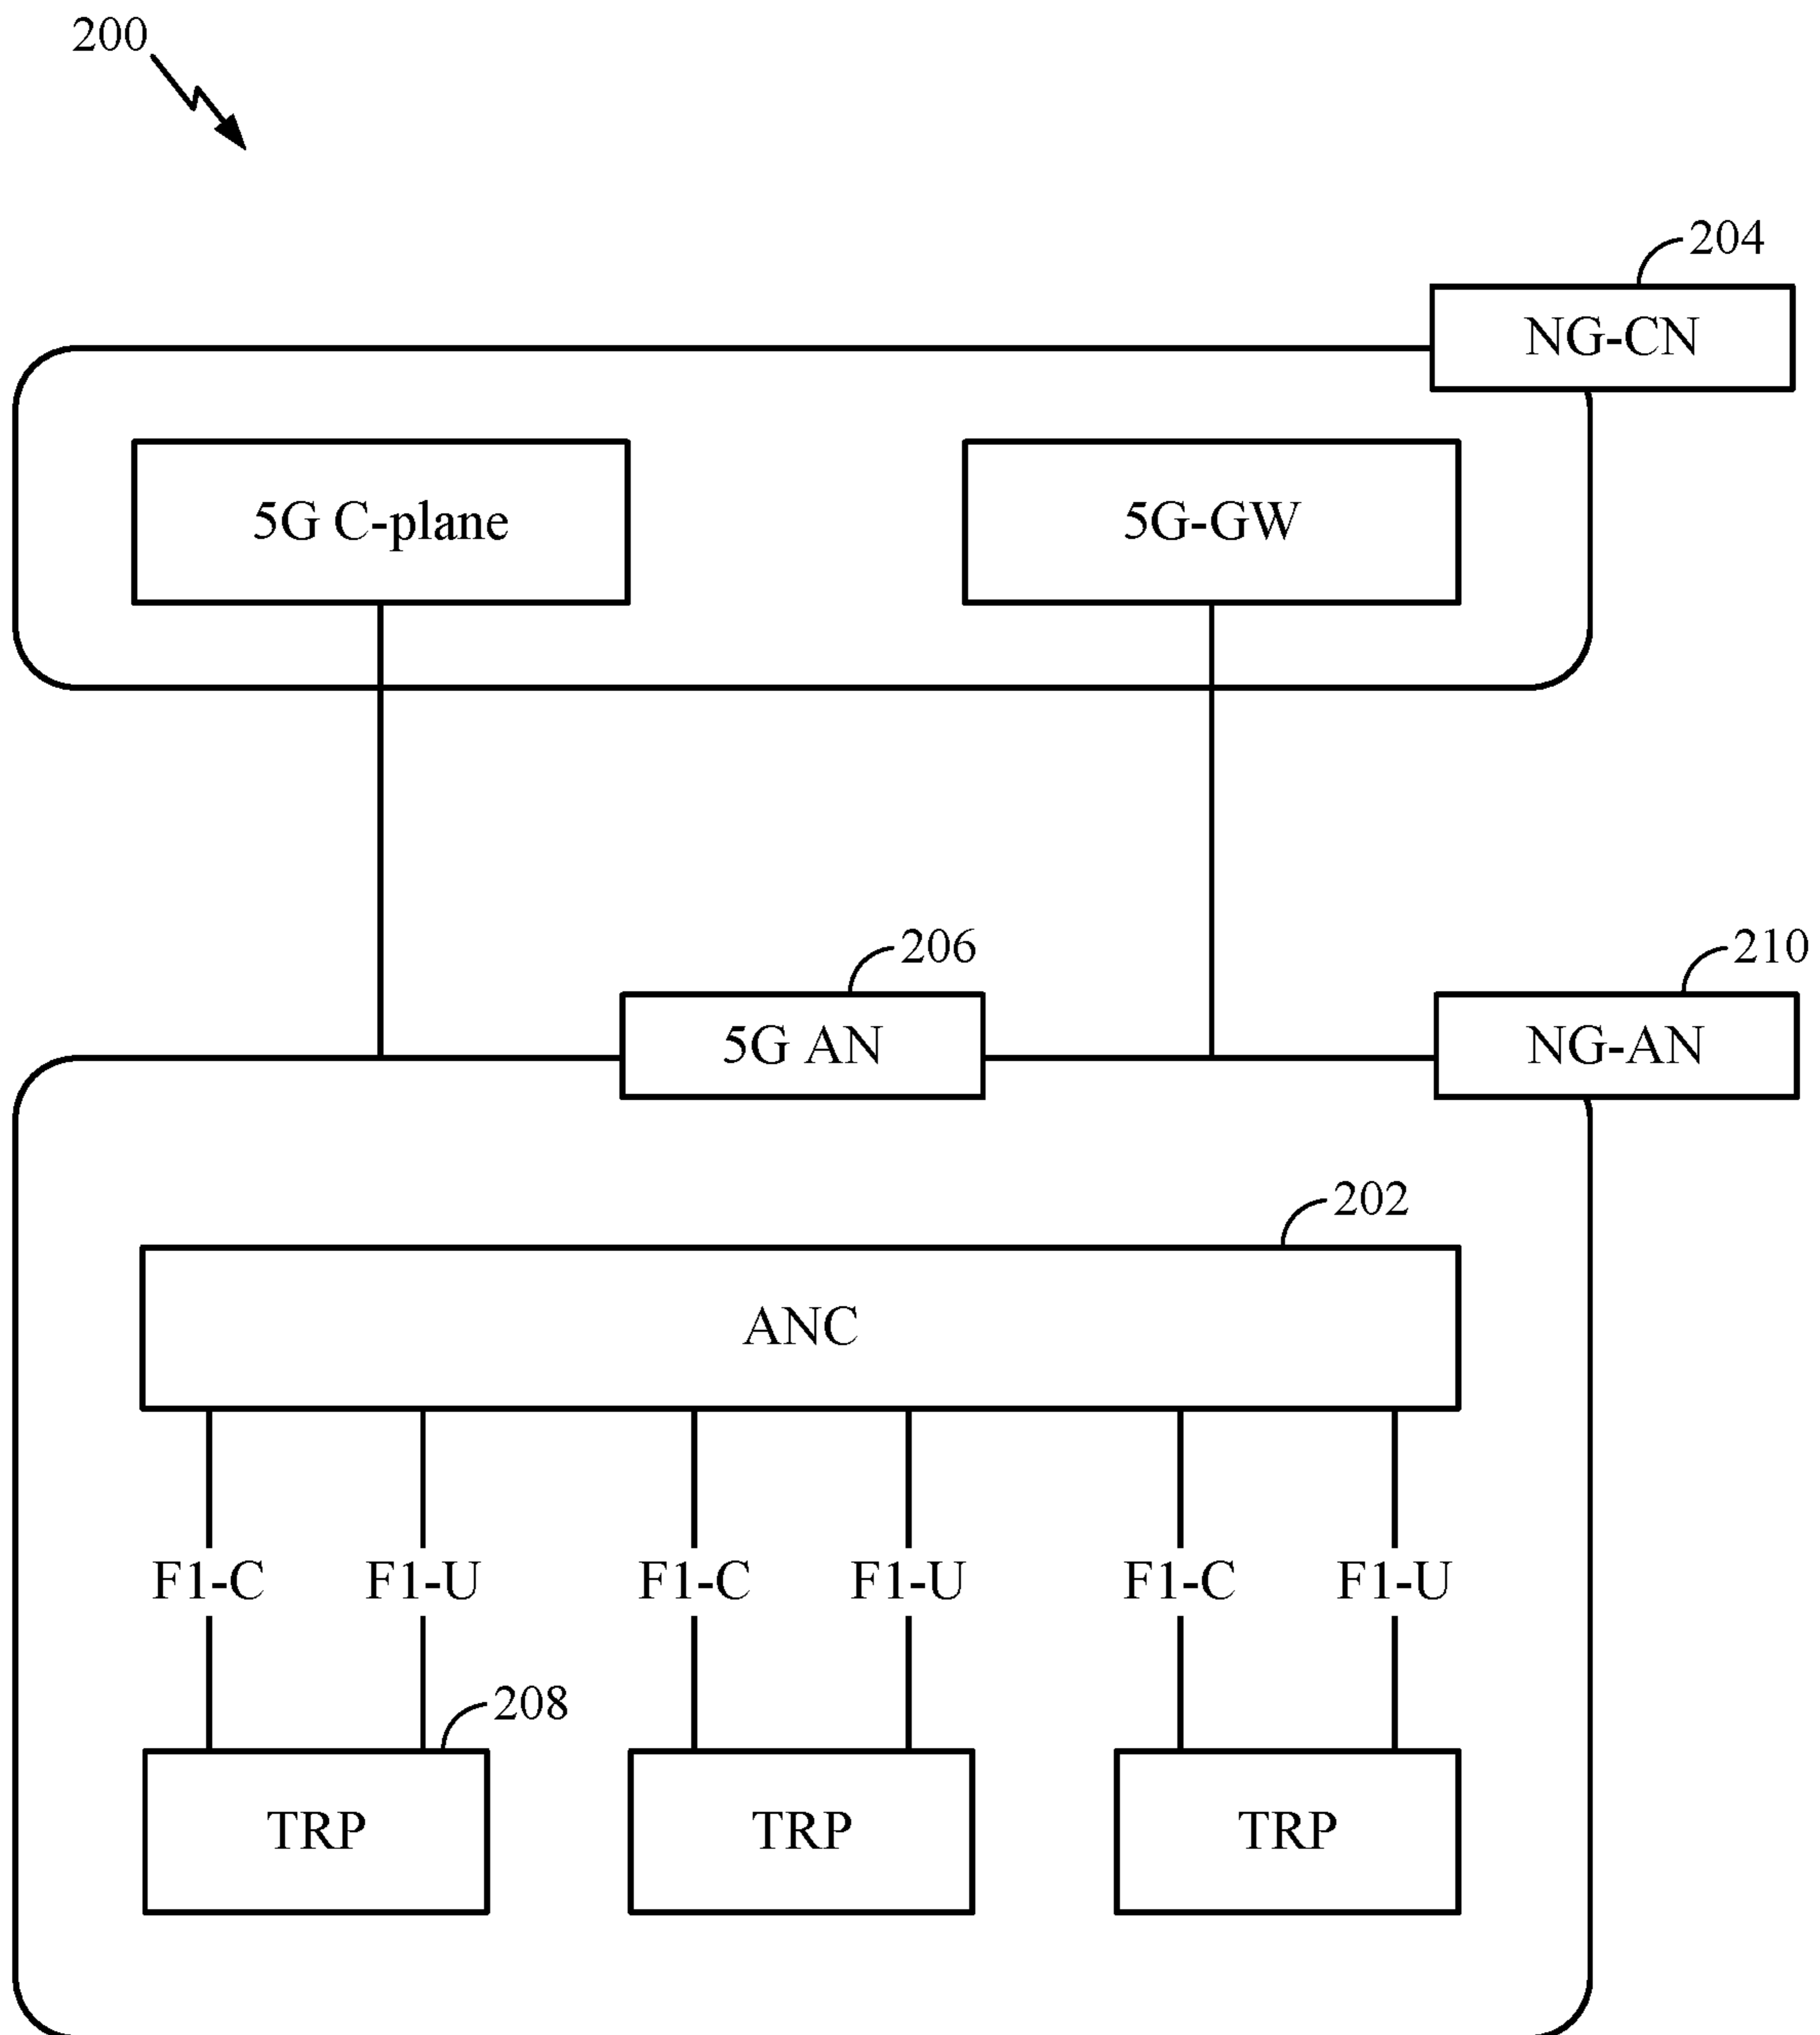 200
204
NG-CN
5G C-plane
5G-GW
206
210
5G AN
NG-AN
202
ANC
F1-C
F1-U
F1-C
F1-U
F1-C
F1-U
208
TRP
TRP
TRP